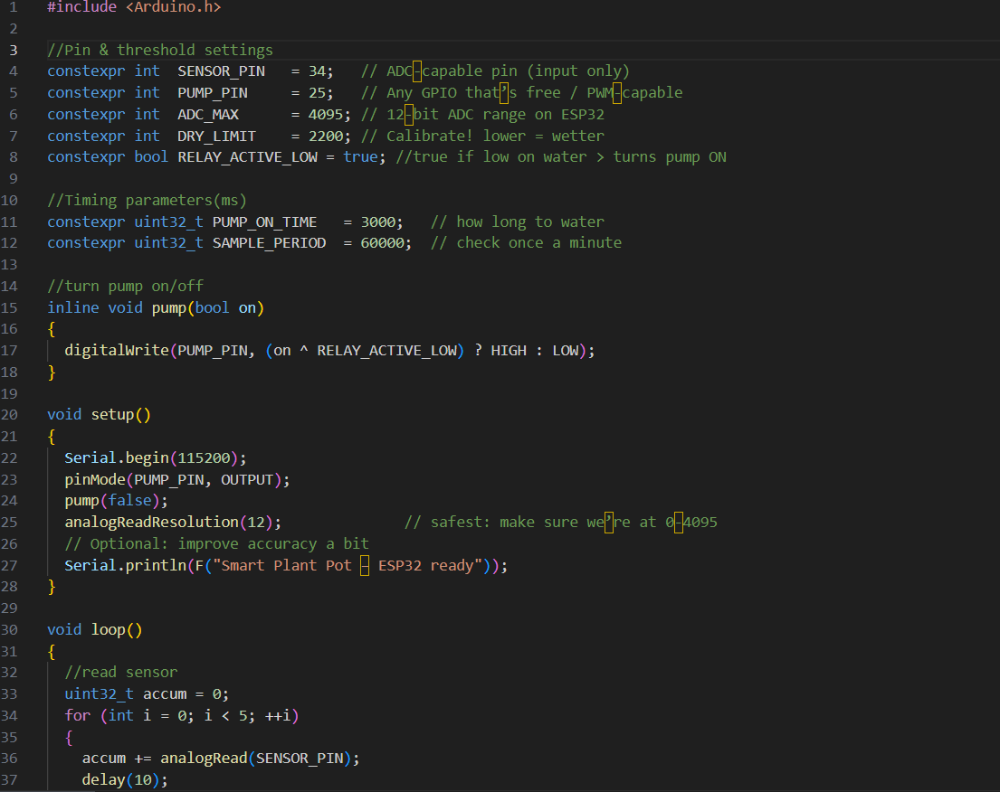 1 #include <Arduino.h>
2
3 //Pin & threshold settings
4 constexpr int  SENSOR_PIN   = 34;   // ADC‑capable pin (input only)
5 constexpr int  PUMP_PIN     = 25;   // Any GPIO that’s free / PWM‑capable
6 constexpr int  ADC_MAX      = 4095; // 12‑bit ADC range on ESP32
7 constexpr int  DRY_LIMIT    = 2200; // Calibrate! lower = wetter
8 constexpr bool RELAY_ACTIVE_LOW = true; //true if low on water > turns pump ON
9
10 //Timing parameters(ms)
11 constexpr uint32_t PUMP_ON_TIME   = 3000;   // how long to water
12 constexpr uint32_t SAMPLE_PERIOD  = 60000;  // check once a minute
13
14 //turn pump on/off
15 inline void pump(bool on)
16 {
17   digitalWrite(PUMP_PIN, (on ^ RELAY_ACTIVE_LOW) ? HIGH : LOW);
18 }
19
20 void setup()
21 {
22   Serial.begin(115200);
23   pinMode(PUMP_PIN, OUTPUT);
24   pump(false);
25   analogReadResolution(12);              // safest: make sure we’re at 0–4095
26   // Optional: improve accuracy a bit
27   Serial.println(F("Smart Plant Pot – ESP32 ready"));
28 }
29
30 void loop()
31 {
32   //read sensor
33   uint32_t accum = 0;
34   for (int i = 0; i < 5; ++i)
35   {
36     accum += analogRead(SENSOR_PIN);
37     delay(10);